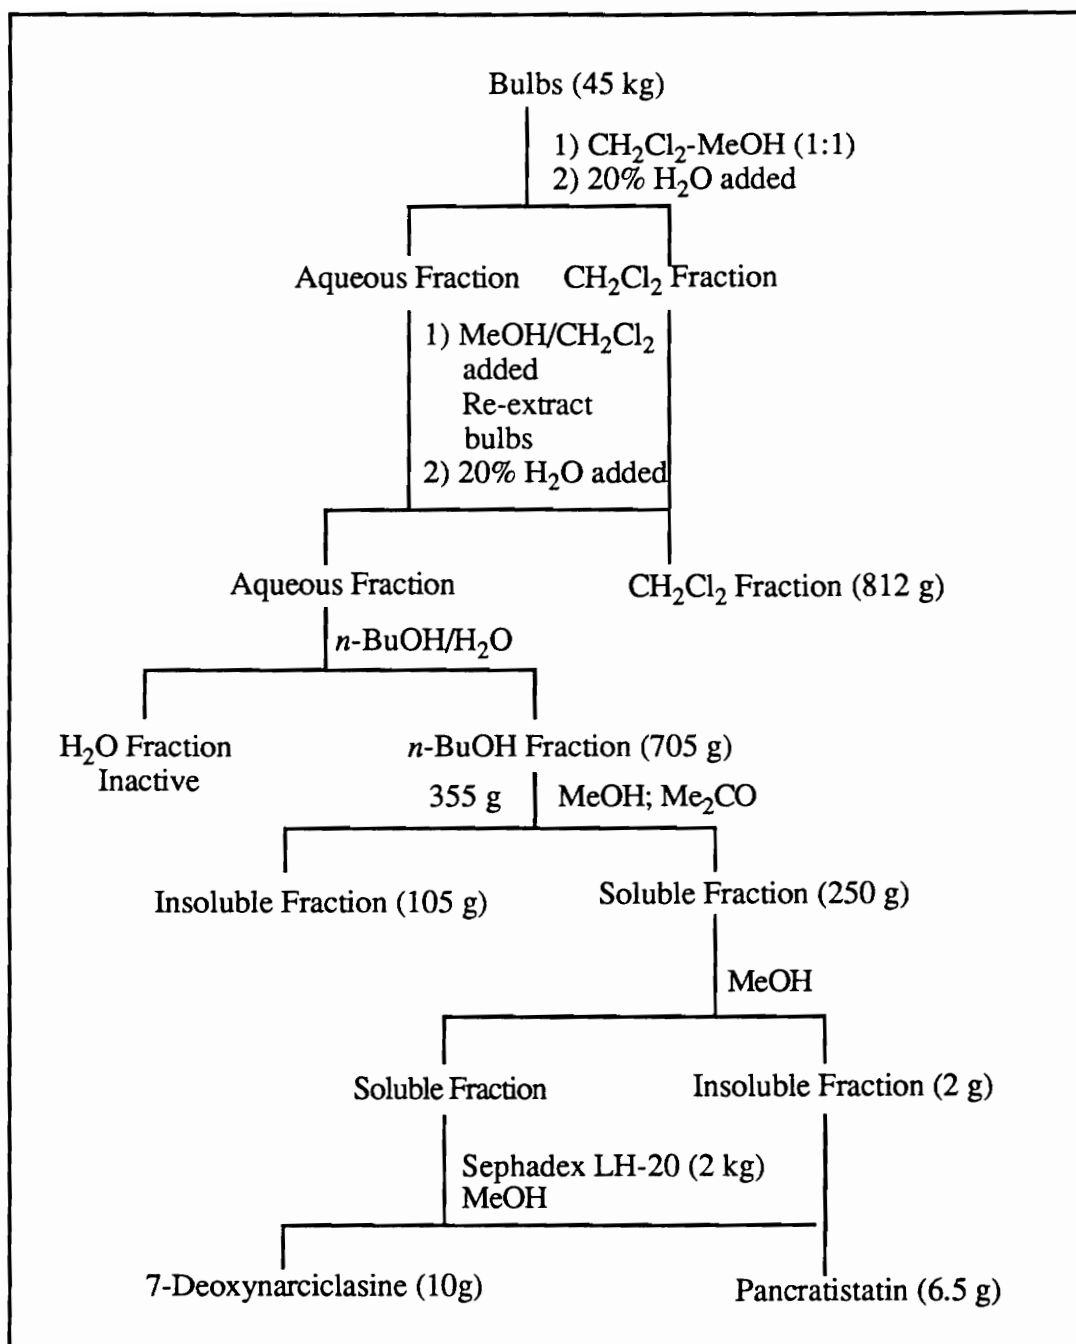 Bulbs (45 kg)
1) CH₂Cl₂-MeOH (1:1)
2) 20% H₂O added
Aqueous Fraction
CH₂Cl₂ Fraction
1) MeOH/CH₂Cl₂
added
Re-extract
bulbs
2) 20% H₂O added
Aqueous Fraction
CH₂Cl₂ Fraction (812 g)
n-BuOH/H₂O
H₂O Fraction
Inactive
n-BuOH Fraction (705 g)
355 g
MeOH; Me₂CO
Insoluble Fraction (105 g)
Soluble Fraction (250 g)
MeOH
Soluble Fraction
Insoluble Fraction (2 g)
Sephadex LH-20 (2 kg)
MeOH
7-Deoxynarciclasine (10g)
Pancratistatin (6.5 g)